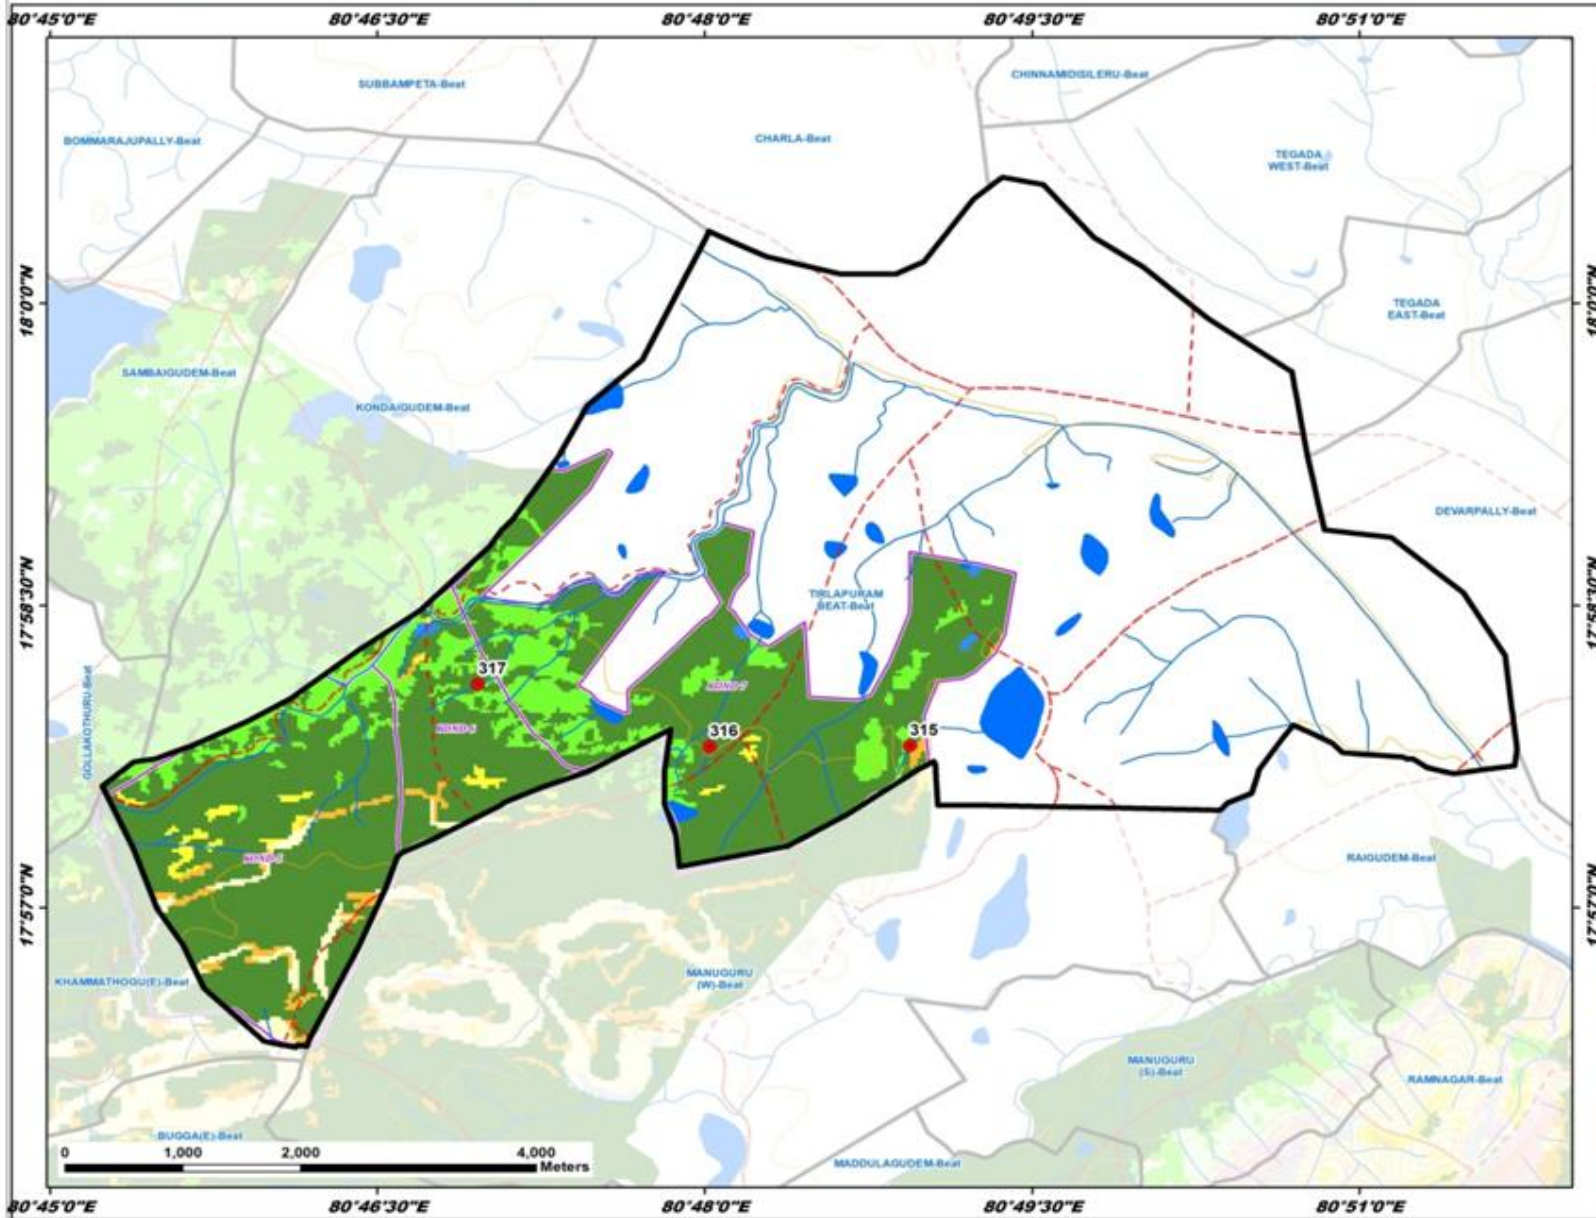 80°45'0"E 80°46'30"E 80°48'0"E 80°49'30"E 80°51'0"E
SUBBAMPETA-Beat
CHINNAMIDISILERU-Beat
BOMMARAJUPALLY-Beat
CHARLA-Beat
TEGADA
WEST-Beat
18°0'0"N
18°0'0"N
TEGADA
EAST-Beat
SAMBAIGUDEM-Beat
KONDAIGUDEM-Beat
DEVARPALLY-Beat
17°58'30"N
17°58'30"N
TIRLAPURAM
BEAT-Beat
GOLLAKOTHURU-Beat
317
316
315
RAIGUDEM-Beat
17°57'0"N
17°57'0"N
KHAMMATHOGU(E)-Beat
MANUGURU
(W)-Beat
MANUGURU
(S)-Beat
RAMNAGAR-Beat
BUGGA(E)-Beat
MADDULAGUDEM-Beat
0 1,000 2,000 4,000
Meters
80°45'0"E 80°46'30"E 80°48'0"E 80°49'30"E 80°51'0"E